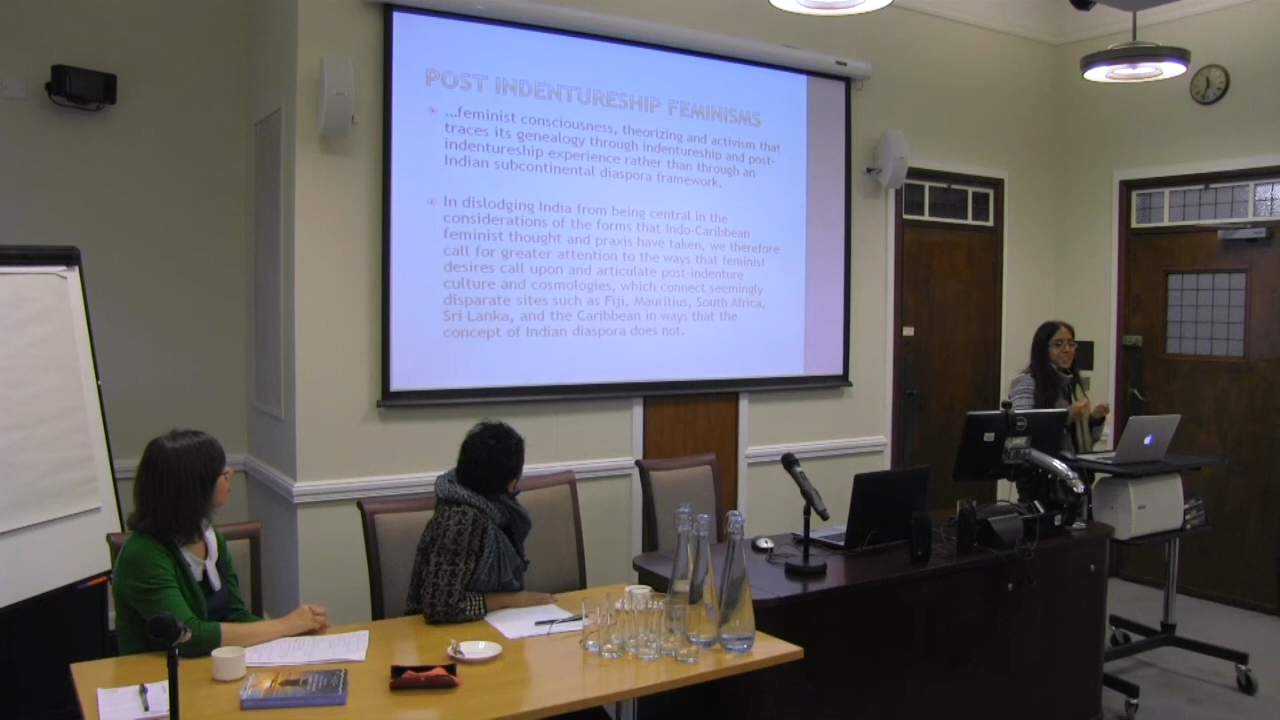 POST INDENTURESHIP FEMINISMS
...feminist consciousness, theorizing and activism that
traces its genealogy through indentureship and post-
indentureship experience rather than through an
Indian subcontinental diaspora framework.
In dislodging India from being central in the
considerations of the forms that Indo-Caribbean
feminist thought and praxis have taken, we therefore
call for greater attention to the ways that feminist
desires call upon and articulate post-indenture
culture and cosmologies, which connect seemingly
disparate sites such as Fiji, Mauritius, South Africa,
Sri Lanka, and the Caribbean in ways that the
concept of Indian diaspora does not.